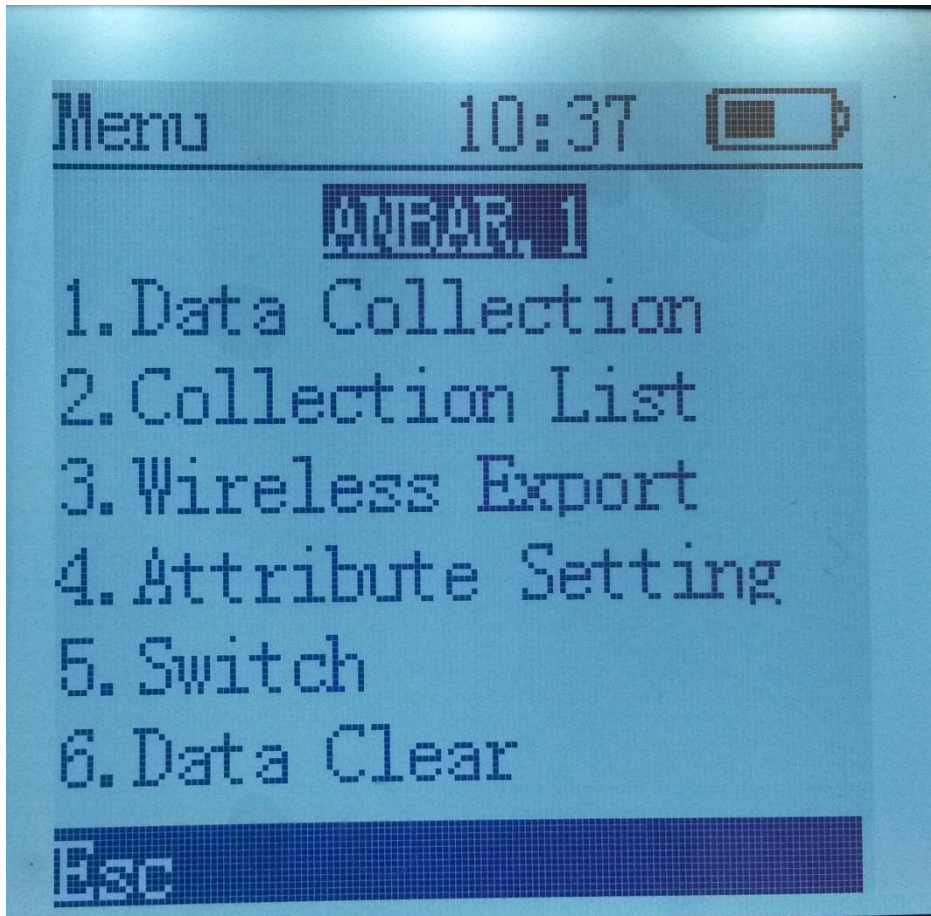 Menu 10:37
ANBAR. 1
1.Data Collection
2.Collection List
3.Wireless Export
4.Attribute Setting
5.Switch
6.Data Clear
Esc